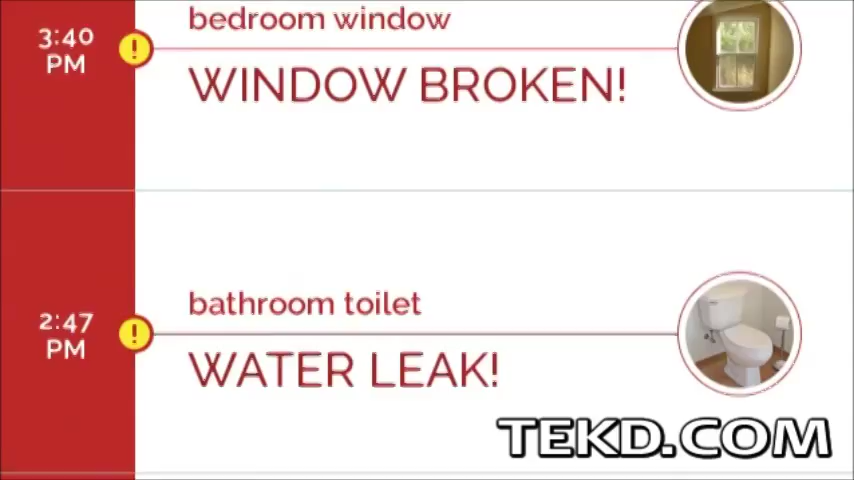 bedroom window
3:40
PM
!
WINDOW BROKEN!
bathroom toilet
2:47
PM
!
WATER LEAK!
TEKD.COM